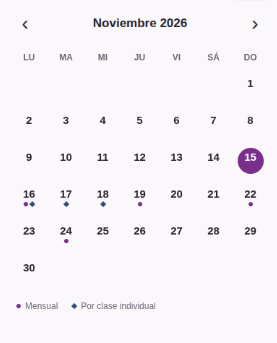 Noviembre 2026
LU MA MI JU VI SÁ DO
1
2 3 4 5 6 7 8
9 10 11 12 13 14 15
16 17 18 19 20 21 22
23 24 25 26 27 28 29
30
Mensual Por clase individual